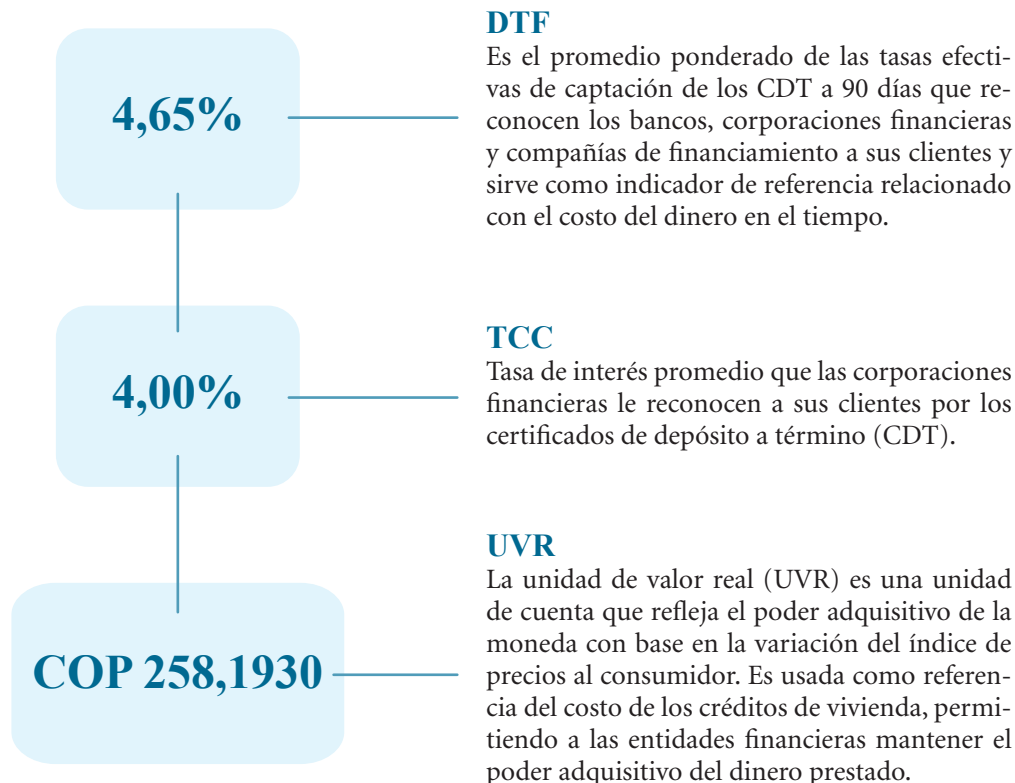 4,65%
DTF
Es el promedio ponderado de las tasas efecti-
vas de captación de los CDT a 90 días que re-
conocen los bancos, corporaciones financieras
y compañías de financiamiento a sus clientes y
sirve como indicador de referencia relacionado
con el costo del dinero en el tiempo.
4,00%
TCC
Tasa de interés promedio que las corporaciones
financieras le reconocen a sus clientes por los
certificados de depósito a término (CDT).
COP 258,1930
UVR
La unidad de valor real (UVR) es una unidad
de cuenta que refleja el poder adquisitivo de la
moneda con base en la variación del índice de
precios al consumidor. Es usada como referen-
cia del costo de los créditos de vivienda, permi-
tiendo a las entidades financieras mantener el
poder adquisitivo del dinero prestado.